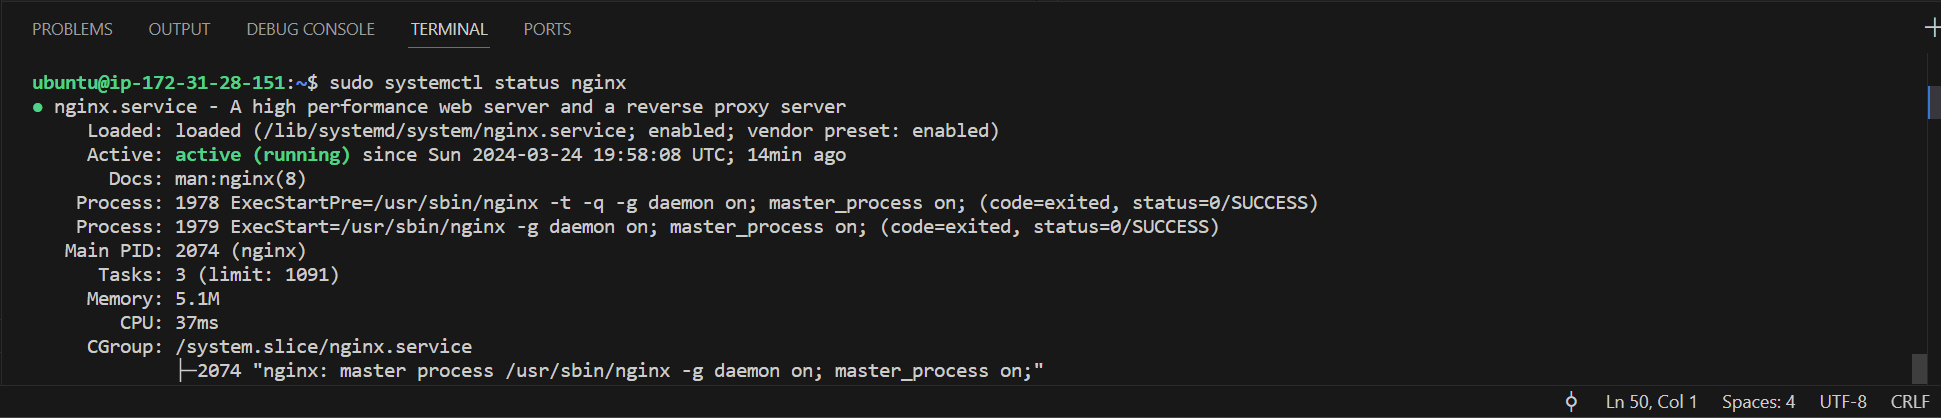 PROBLEMS OUTPUT DEBUG CONSOLE TERMINAL PORTS
ubuntu@ip-172-31-28-151:~$ sudo systemctl status nginx
● nginx.service - A high performance web server and a reverse proxy server
Loaded: loaded (/lib/systemd/system/nginx.service; enabled; vendor preset: enabled)
Active: active (running) since Sun 2024-03-24 19:58:08 UTC; 14min ago
Docs: man:nginx(8)
Process: 1978 ExecStartPre=/usr/sbin/nginx -t -q -g daemon on; master_process on; (code=exited, status=0/SUCCESS)
Process: 1979 ExecStart=/usr/sbin/nginx -g daemon on; master_process on; (code=exited, status=0/SUCCESS)
Main PID: 2074 (nginx)
Tasks: 3 (limit: 1091)
Memory: 5.1M
CPU: 37ms
CGroup: /system.slice/nginx.service
├─2074 "nginx: master process /usr/sbin/nginx -g daemon on; master_process on;"
Ln 50, Col 1 Spaces: 4 UTF-8 CRLF